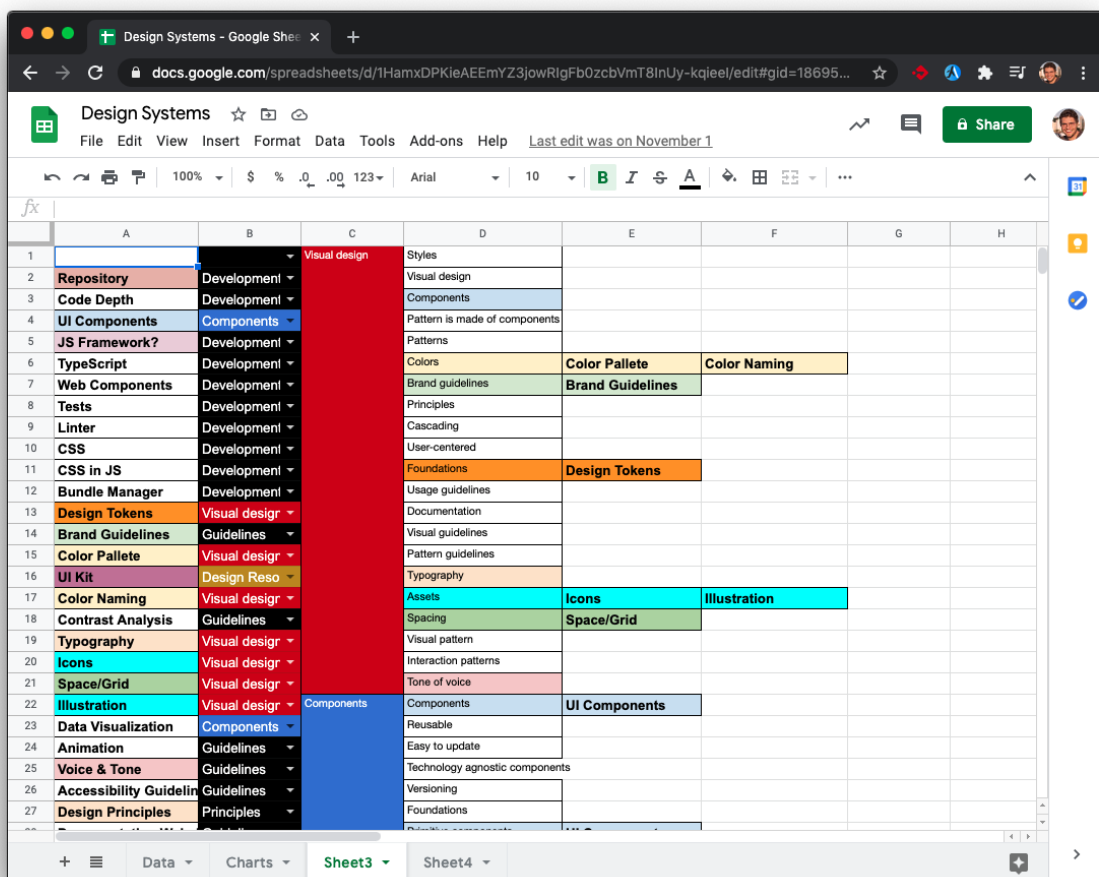 Design Systems - Google Shee
docs.google.com/spreadsheets/d/1HamxDPKieAEEmYZ3jowRIgFb0zcbVmT8InUy-kqieeI/edit#gid=18695...
Design Systems
File Edit View Insert Format Data Tools Add-ons Help Last edit was on November 1
Share
100% $ % .0 .00 123 Arial 10 B I S A ...
31
fx
A B C D E F G H
1 Visual design Styles
2 Repository Development Visual design
3 Code Depth Development Components
4 UI Components Components Pattern is made of components
5 JS Framework? Development Patterns
6 TypeScript Development Colors Color Pallete Color Naming
7 Web Components Development Brand guidelines Brand Guidelines
8 Tests Development Principles
9 Linter Development Cascading
10 CSS Development User-centered
11 CSS in JS Development Foundations Design Tokens
12 Bundle Manager Development Usage guidelines
13 Design Tokens Visual design Documentation
14 Brand Guidelines Guidelines Visual guidelines
15 Color Pallete Visual design Pattern guidelines
16 UI Kit Design Reso Typography
17 Color Naming Visual design Assets Icons Illustration
18 Contrast Analysis Guidelines Spacing Space/Grid
19 Typography Visual design Visual pattern
20 Icons Visual design Interaction patterns
21 Space/Grid Visual design Tone of voice
22 Illustration Visual design Components Components UI Components
23 Data Visualization Components Reusable
24 Animation Guidelines Easy to update
25 Voice & Tone Guidelines Technology agnostic components
26 Accessibility Guidelin Guidelines Versioning
27 Design Principles Principles Foundations
Data Charts Sheet3 Sheet4